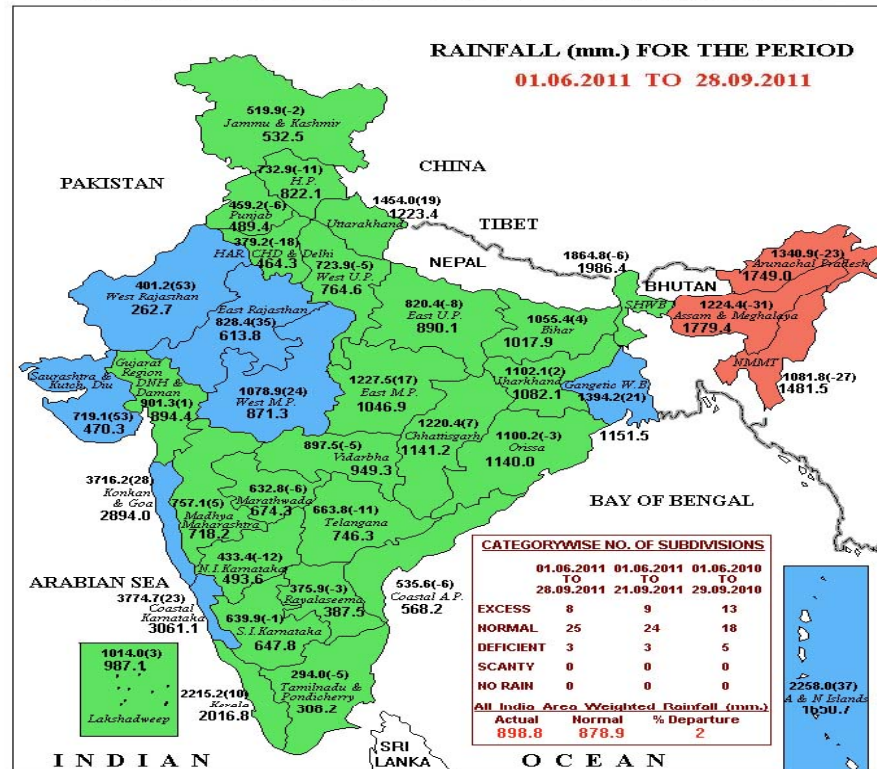 RAINFALL (mm.) FOR THE PERIOD
01.06.2011 TO 28.09.2011
519.9(-2)
Jammu & Kashmir
532.5
CHINA
732.9(-11)
H.P.
822.1
PAKISTAN
459.2(-6)
Punjab
489.4
1454.0(19)
1223.4
Uttarakhand
TIBET
379.2(-18)
HAR. CHD & Delhi
464.3
723.9(-5)
West U.P.
764.6
NEPAL
1864.8(-6)
1986.4
SHWB
BHUTAN
1340.9(-23)
Arunachal Pradesh
1749.0
401.2(53)
West Rajasthan
262.7
East Rajasthan
828.4(35)
613.8
820.4(-8)
East U.P.
890.1
1055.4(4)
Bihar
1017.9
1224.4(-31)
Assam & Meghalaya
1779.4
NMMT
1081.8(-27)
1481.5
Saurashtra &
Kutch, Diu
719.1(53)
470.3
Gujarat
Region
DNH &
Daman
901.3(1)
894.4
1078.9(24)
West M.P.
871.3
1227.5(17)
East M.P.
1046.9
1102.1(2)
Jharkhand
1082.1
Gangetic W.B.
1394.2(21)
1151.5
1220.4(7)
Chhattisgarh
1141.2
1100.2(-3)
Orissa
1140.0
897.5(-5)
Vidarbha
949.3
3716.2(28)
Konkan
& Goa
2894.0
757.1(5)
Madhya
Maharashtra
718.2
632.8(-6)
Marathwada
674.3
663.8(-11)
Telangana
746.3
BAY OF BENGAL
433.4(-12)
N.I.Karnataka
493.6
ARABIAN SEA
3774.7(23)
Coastal
Karnataka
3061.1
375.9(-3)
Rayalaseema
387.5
535.6(-6)
Coastal A.P.
568.2
639.9(-1)
S.I.Karnataka
647.8
1014.0(3)
987.1
Lakshadweep
2215.2(10)
Kerala
2016.8
294.0(-5)
Tamilnadu &
Pondicherry
308.2
CATEGORYWISE NO. OF SUBDIVISIONS
01.06.2011 01.06.2011 01.06.2010
TO TO TO
28.09.2011 21.09.2011 29.09.2010
EXCESS 8 9 13
NORMAL 25 24 18
DEFICIENT 3 3 5
SCANTY 0 0 0
NO RAIN 0 0 0
All India Area Weighted Rainfall (mm.)
Actual Normal % Departure
898.8 878.9 2
2258.0(37)
A & N Islands
1650.7
SRI
LANKA
INDIAN OCEAN